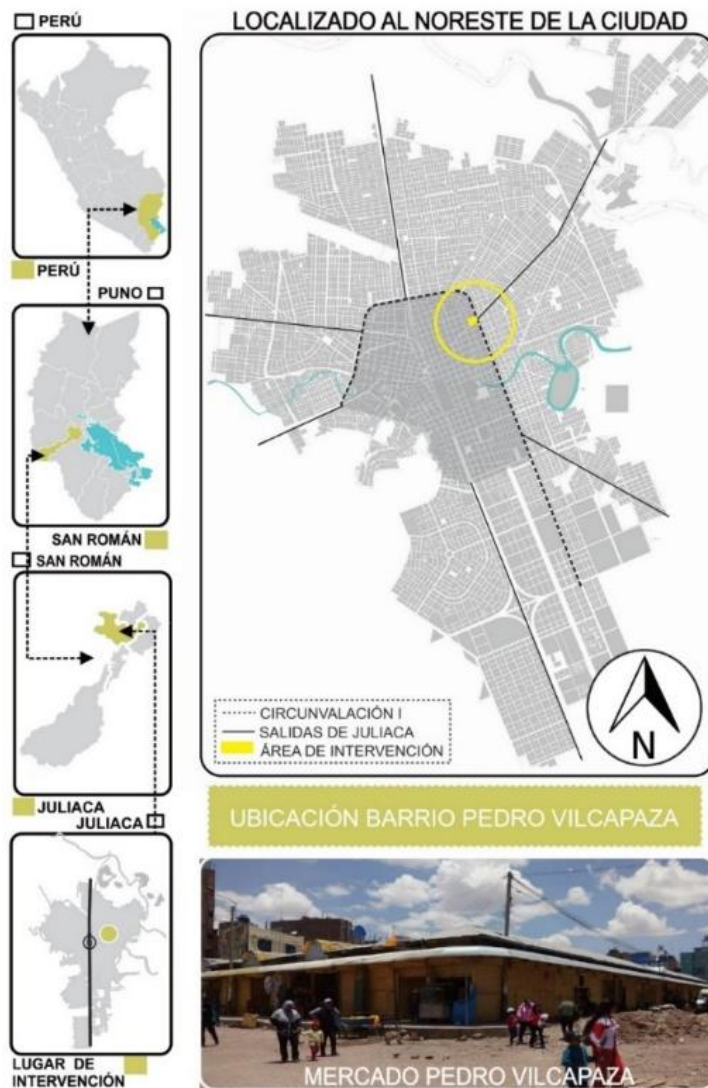 PERÚ
PERÚ
PUNO
SAN ROMÁN
SAN ROMÁN
JULIACA
JULIACA
LUGAR DE
INTERVENCIÓN
LOCALIZADO AL NORESTE DE LA CIUDAD
CIRCUNVALACIÓN I
SALIDAS DE JULIACA
ÁREA DE INTERVENCIÓN
N
UBICACIÓN BARRIO PEDRO VILCAPAZA
MERCADO PEDRO VILCAPAZA